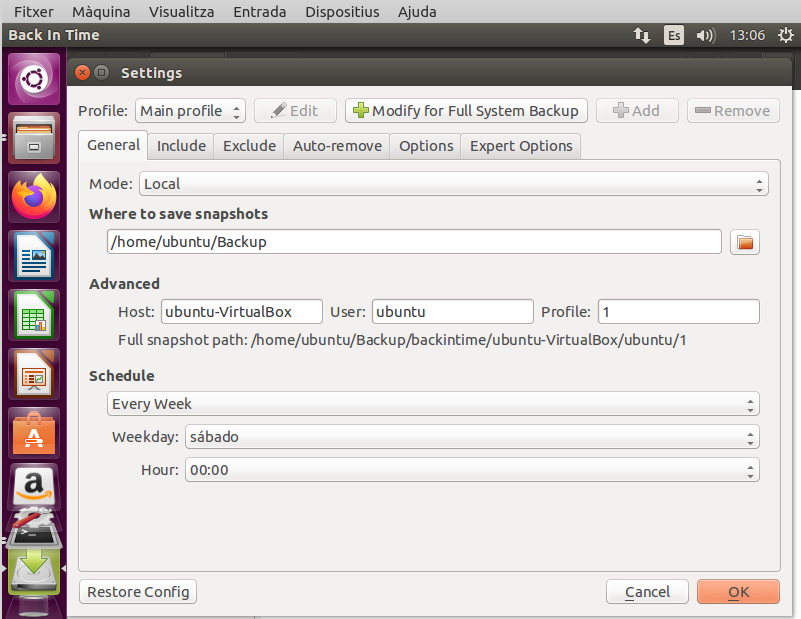 Fitxer Màquina Visualitza Entrada Dispositius Ajuda
Back In Time Es 13:06
Settings
Profile: Main profile Edit Modify for Full System Backup Add Remove
General Include Exclude Auto-remove Options Expert Options
Mode: Local
Where to save snapshots
/home/ubuntu/Backup
Advanced
Host: ubuntu-VirtualBox User: ubuntu Profile: 1
Full snapshot path: /home/ubuntu/Backup/backintime/ubuntu-VirtualBox/ubuntu/1
Schedule
Every Week
Weekday: sábado
Hour: 00:00
Restore Config Cancel OK